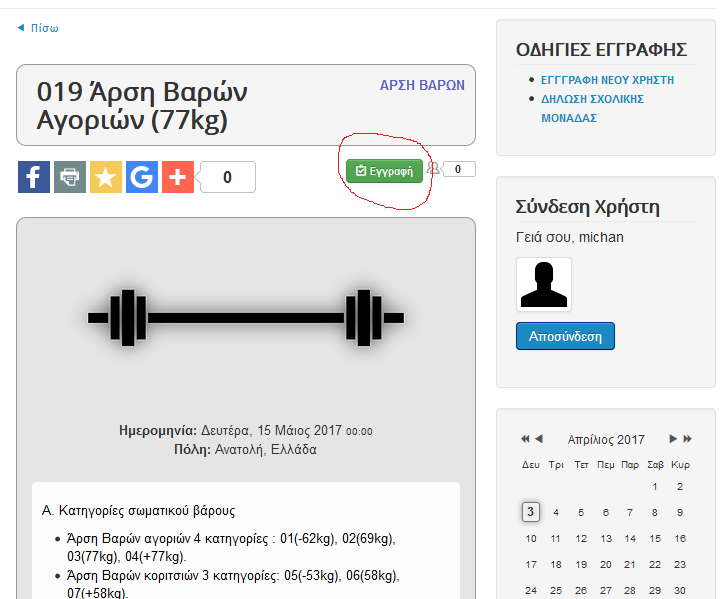 Πίσω
019 Άρση Βαρών
Αγοριών (77kg)
ΑΡΣΗ ΒΑΡΩΝ
f
G
0
Εγγραφή
0
Ημερομηνία: Δευτέρα, 15 Μάιος 2017 00:00
Πόλη: Ανατολή, Ελλάδα
Α. Κατηγορίες σωματικού βάρους
• Άρση Βαρών αγοριών 4 κατηγορίες : 01(-62kg), 02(69kg),
03(77kg), 04(+77kg).
• Άρση Βαρών κοριτσιών 3 κατηγορίες: 05(-53kg), 06(58kg),
07(+58kg).
ΟΔΗΓΙΕΣ ΕΓΓΡΑΦΗΣ
• ΕΓΓΓΡΑΦΗ ΝΕΟΥ ΧΡΗΣΤΗ
• ΔΗΛΩΣΗ ΣΧΟΛΙΚΗΣ
ΜΟΝΑΔΑΣ
Σύνδεση Χρήστη
Γειά σου, michan
Αποσύνδεση
Απρίλιος 2017
Δευ Τρι Τετ Πεμ Παρ Σαβ Κυρ
1 2
3 4 5 6 7 8 9
10 11 12 13 14 15 16
17 18 19 20 21 22 23
24 25 26 27 28 29 30